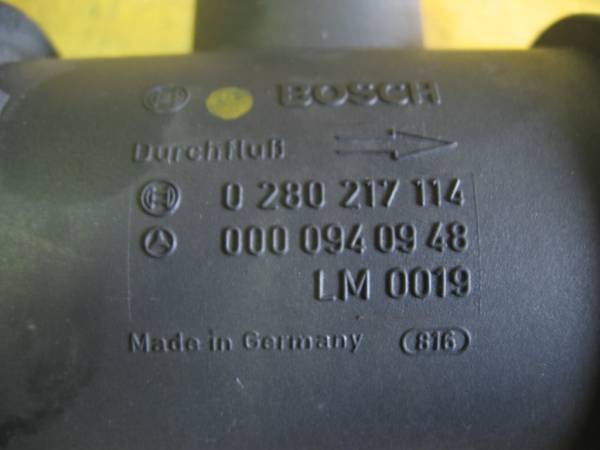 BOSCH
Durchfluß
0 280 217 114
000 094 09 48
LM 0019
Made in Germany 816